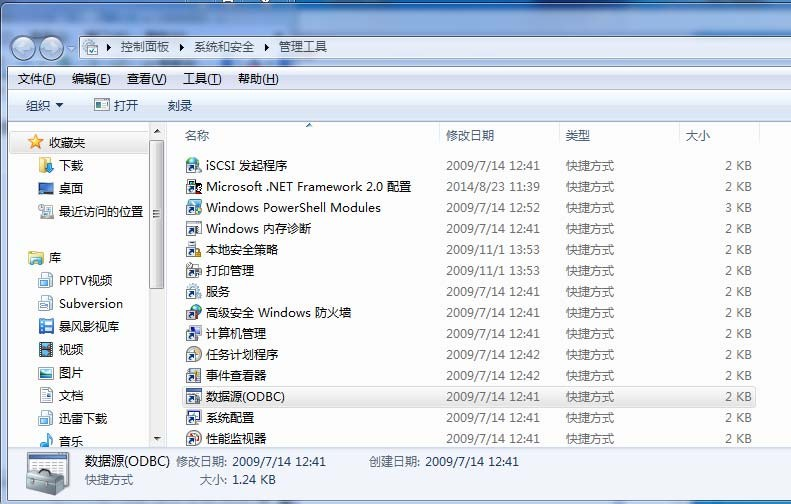 控制面板 ▸ 系统和安全 ▸ 管理工具
文件(F) 编辑(E) 查看(V) 工具(T) 帮助(H)
组织 打开 刻录
收藏夹
下载
桌面
最近访问的位置
库
PPTV视频
Subversion
暴风影视库
视频
图片
文档
迅雷下载
音乐
名称 修改日期 类型 大小
iSCSI 发起程序 2009/7/14 12:41 快捷方式 2 KB
Microsoft .NET Framework 2.0 配置 2014/8/23 11:39 快捷方式 2 KB
Windows PowerShell Modules 2009/7/14 12:52 快捷方式 3 KB
Windows 内存诊断 2009/7/14 12:41 快捷方式 2 KB
本地安全策略 2009/11/1 13:53 快捷方式 2 KB
打印管理 2009/11/1 13:53 快捷方式 2 KB
服务 2009/7/14 12:41 快捷方式 2 KB
高级安全 Windows 防火墙 2009/7/14 12:41 快捷方式 2 KB
计算机管理 2009/7/14 12:41 快捷方式 2 KB
任务计划程序 2009/7/14 12:42 快捷方式 2 KB
事件查看器 2009/7/14 12:42 快捷方式 2 KB
数据源(ODBC) 2009/7/14 12:41 快捷方式 2 KB
系统配置 2009/7/14 12:41 快捷方式 2 KB
性能监视器 2009/7/14 12:41 快捷方式 2 KB
数据源(ODBC) 修改日期: 2009/7/14 12:41 创建日期: 2009/7/14 12:41
快捷方式 大小: 1.24 KB